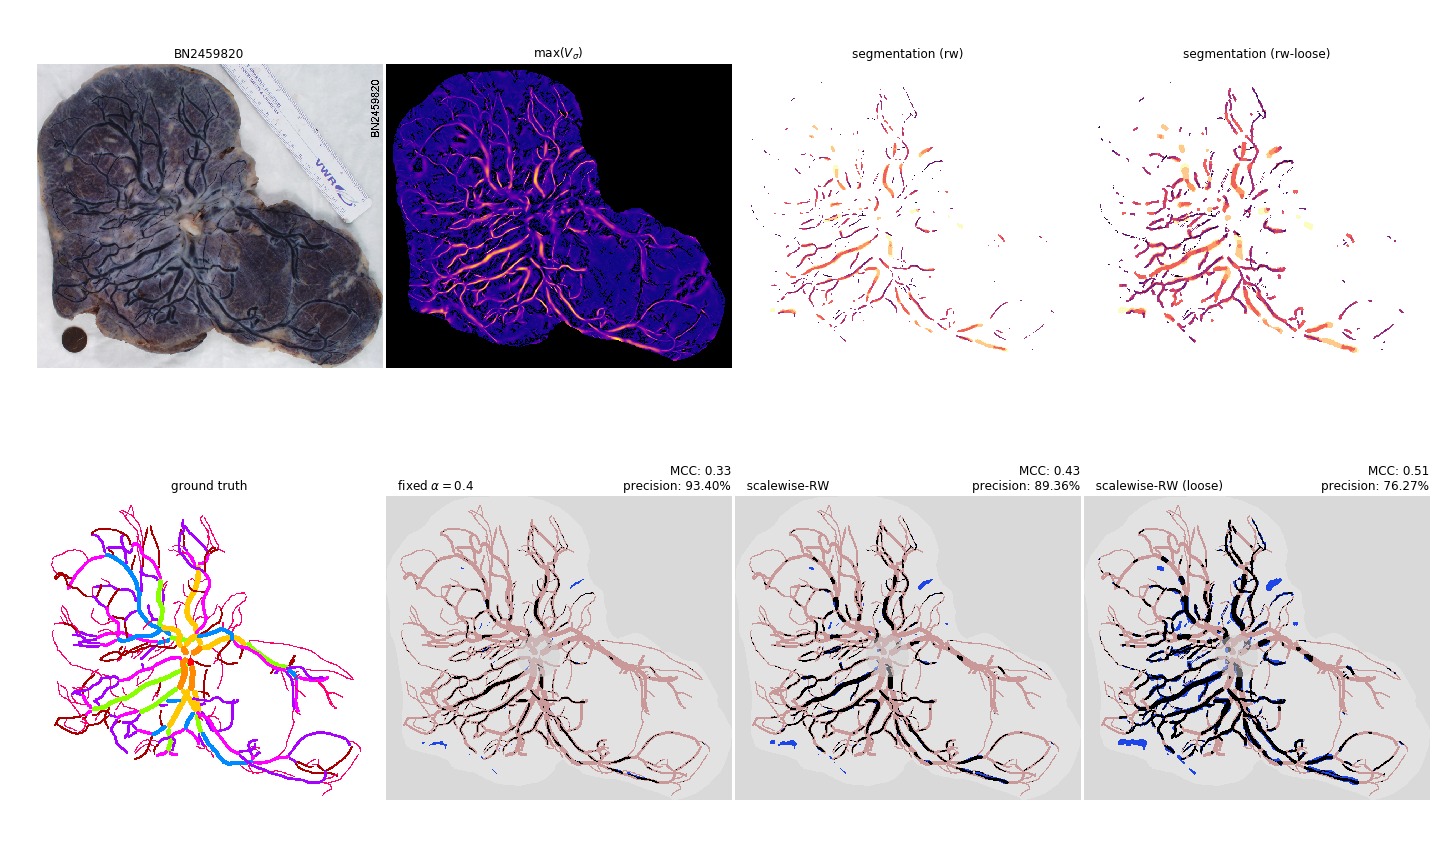 BN2459820
max(Vσ)
segmentation (rw)
segmentation (rw-loose)
BN2459820
VWR
ground truth
fixed α = 0.4
MCC: 0.33
precision: 93.40%
scalewise-RW
MCC: 0.43
precision: 89.36%
scalewise-RW (loose)
MCC: 0.51
precision: 76.27%